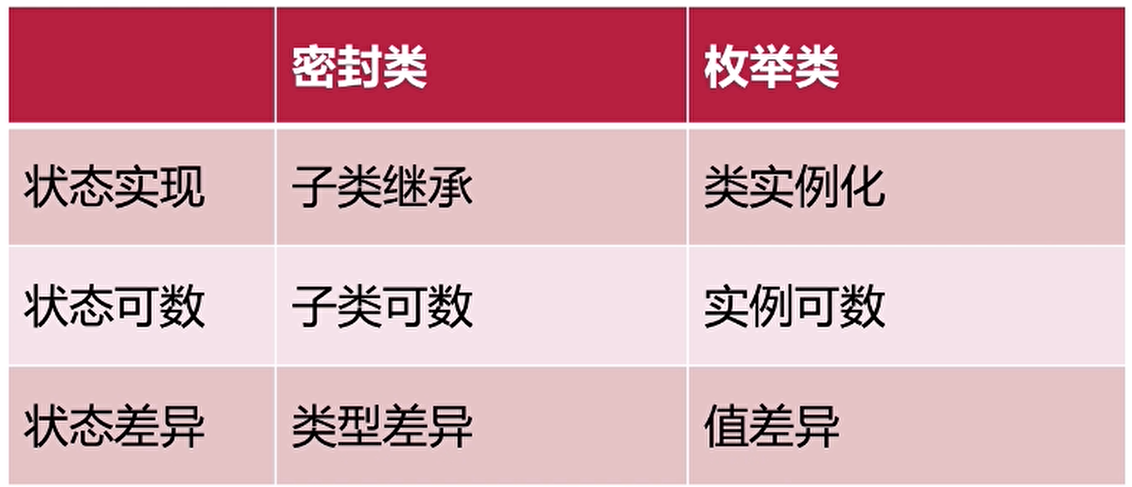 密封类 枚举类
状态实现 子类继承 类实例化
状态可数 子类可数 实例可数
状态差异 类型差异 值差异